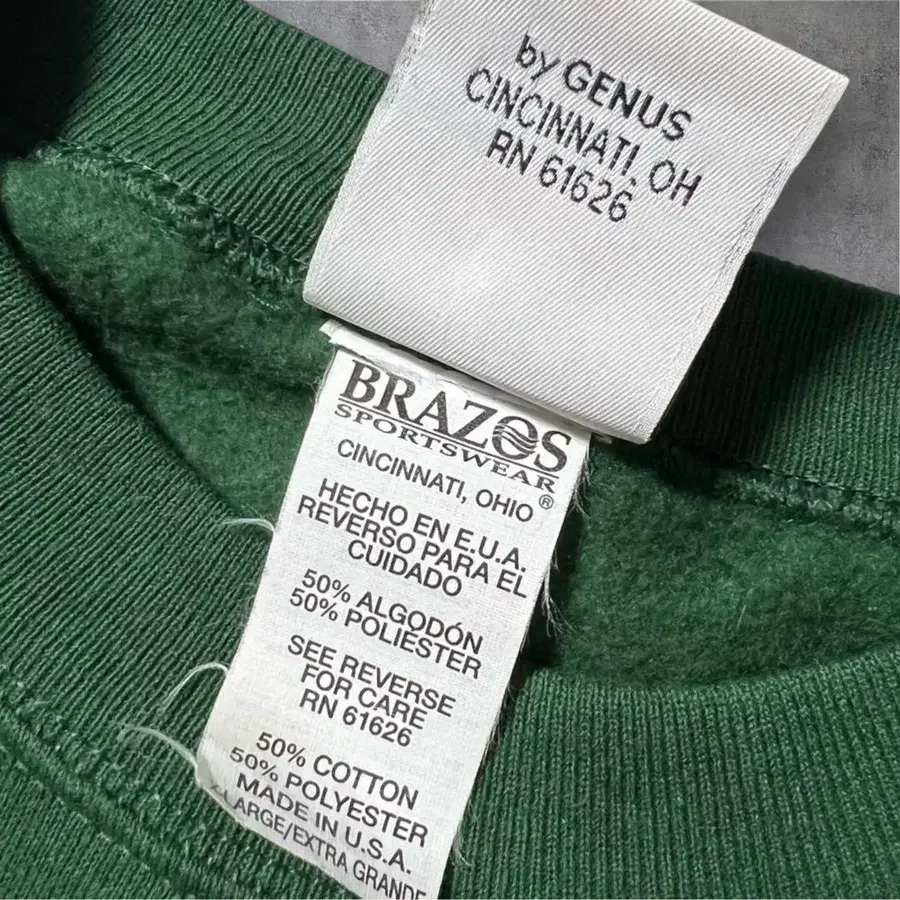 by GENUS
CINCINNATI, OH
RN 61626
BRAZOS
SPORTSWEAR®
CINCINNATI, OHIO
HECHO EN E.U.A.
REVERSO PARA EL
CUIDADO
50% ALGODÓN
50% POLIÉSTER
SEE REVERSE
FOR CARE
RN 61626
50% COTTON
50% POLYESTER
MADE IN U.S.A.
X-LARGE/EXTRA GRANDE